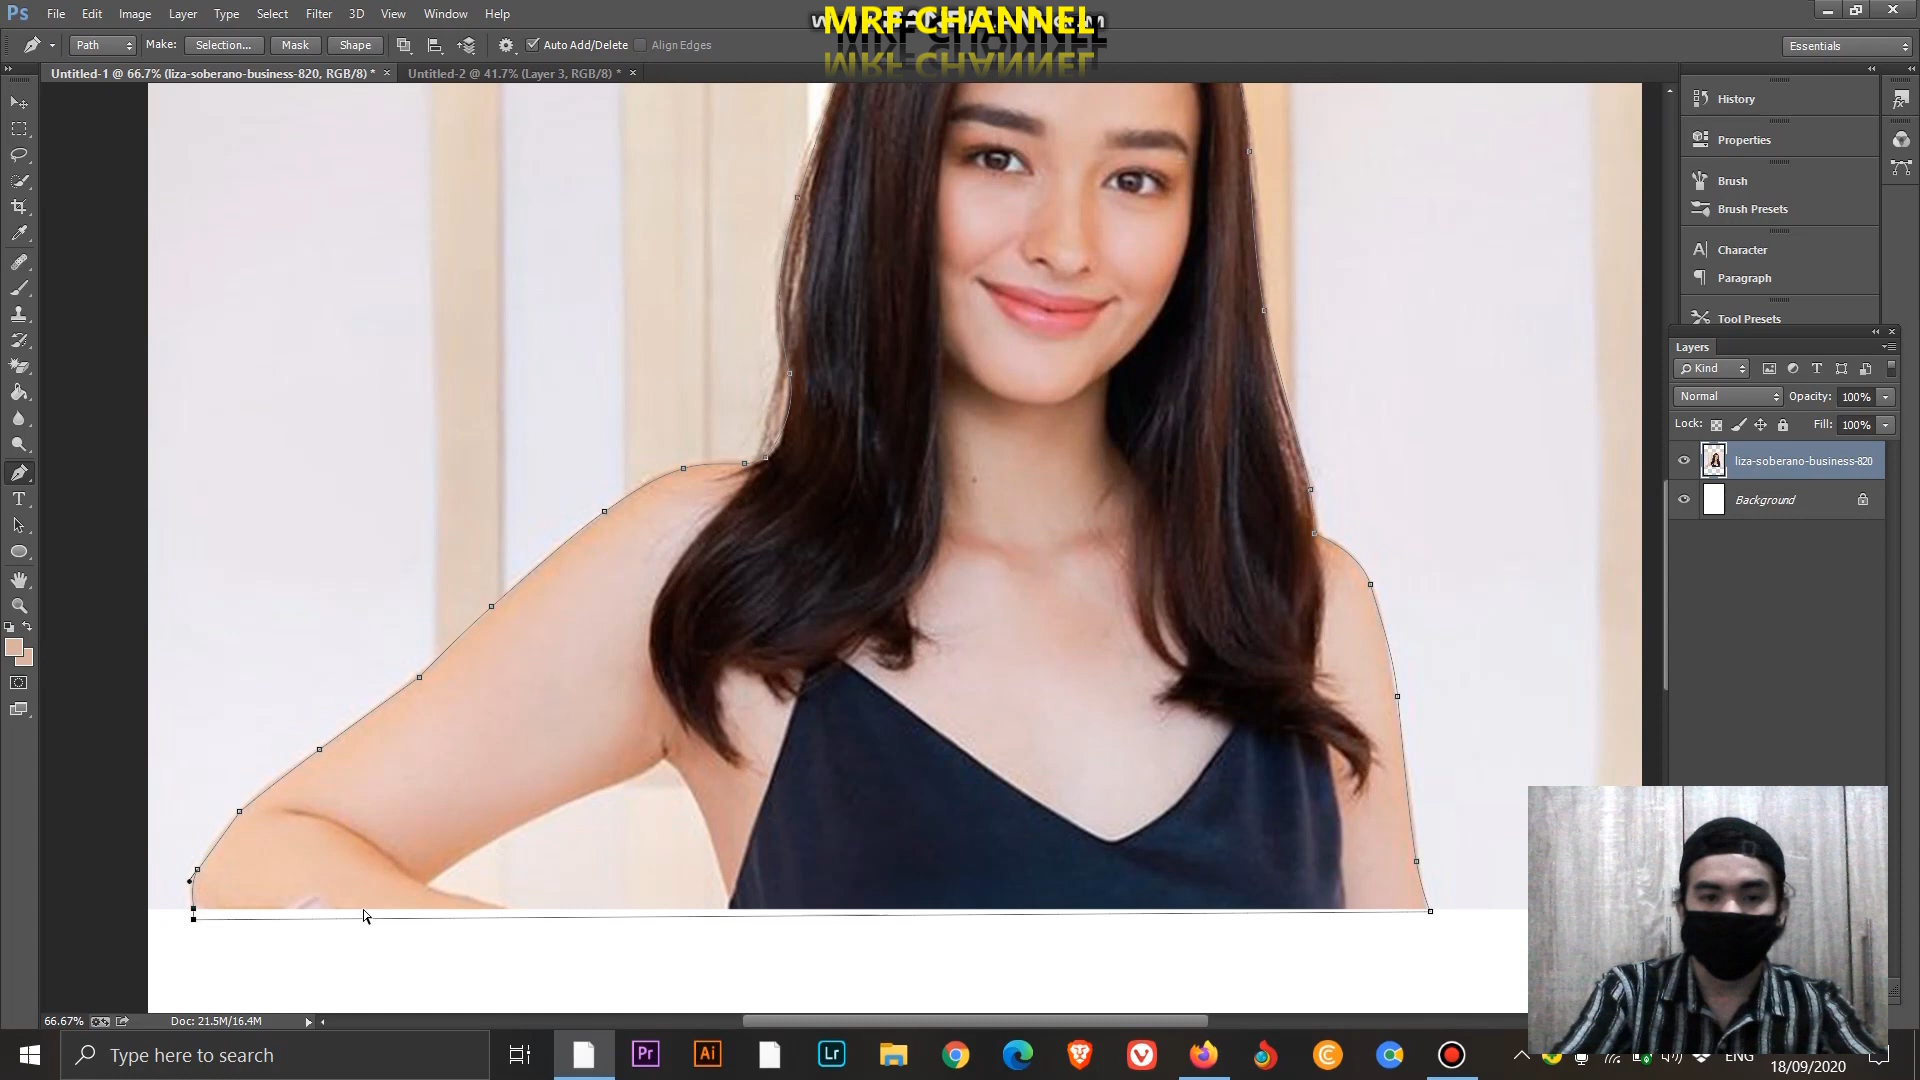 Ps File Edit Image Layer Type Select Filter 3D View Window Help
MRF CHANNEL
Path Make: Selection... Mask Shape Auto Add/Delete Align Edges Essentials
Untitled-1 @ 66.7% (liza-soberano-business-820, RGB/8) * × Untitled-2 @ 41.7% (Layer 3, RGB/8) * ×
History
Properties
Brush
Brush Presets
Character
Paragraph
Tool Presets
Layers
Kind
Normal Opacity: 100%
Lock: Fill: 100%
liza-soberano-business-820
Background
66.67% Doc: 21.5M/16.4M
Type here to search
Pr Ai Lr
ENG
18/09/2020